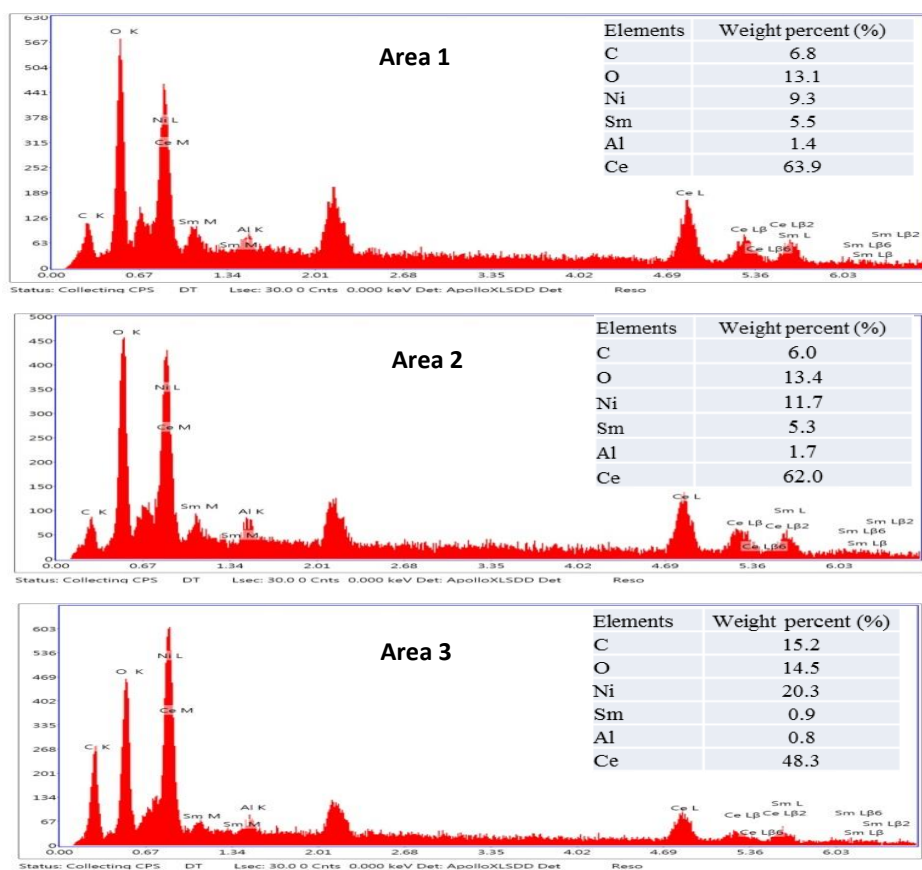 630
567
504
441
378
315
252
189
126
63
0
O K
Ni L
Ce M
C K
Sm M
Al K
Sm M
Area 1
Ce L
Ce Lβ
Ce Lβ2
Sm L
Ce Lβ6
Sm Lβ2
Sm Lβ6
Sm Lβ
Elements Weight percent (%)
C 6.8
O 13.1
Ni 9.3
Sm 5.5
Al 1.4
Ce 63.9
0.00 0.67 1.34 2.01 2.68 3.35 4.02 4.69 5.36 6.03
Status: Collecting CPS DT Lsec: 30.0 0 Cnts 0.000 keV Det: ApolloXLSDD Det Reso
500
450
400
350
300
250
200
150
100
50
0
O K
Ni L
Ce M
C K
Sm M
Al K
Sm M
Area 2
Ce L
Ce Lβ
Sm L
Ce Lβ2
Ce Lβ6
Sm Lβ2
Sm Lβ6
Sm Lβ
Elements Weight percent (%)
C 6.0
O 13.4
Ni 11.7
Sm 5.3
Al 1.7
Ce 62.0
0.00 0.67 1.34 2.01 2.68 3.35 4.02 4.69 5.36 6.03
Status: Collecting CPS DT Lsec: 30.0 0 Cnts 0.000 keV Det: ApolloXLSDD Det Reso
603
536
469
402
335
268
201
134
67
0
Ni L
O K
Ce M
C K
Sm M
Al K
Sm M
Area 3
Ce L
Sm L
Ce Lβ
Ce Lβ2
Ce Lβ6
Sm Lβ6
Sm Lβ2
Sm Lβ
Elements Weight percent (%)
C 15.2
O 14.5
Ni 20.3
Sm 0.9
Al 0.8
Ce 48.3
0.00 0.67 1.34 2.01 2.68 3.35 4.02 4.69 5.36 6.03
Status: Collecting CPS DT Lsec: 30.0 0 Cnts 0.000 keV Det: ApolloXLSDD Det Reso